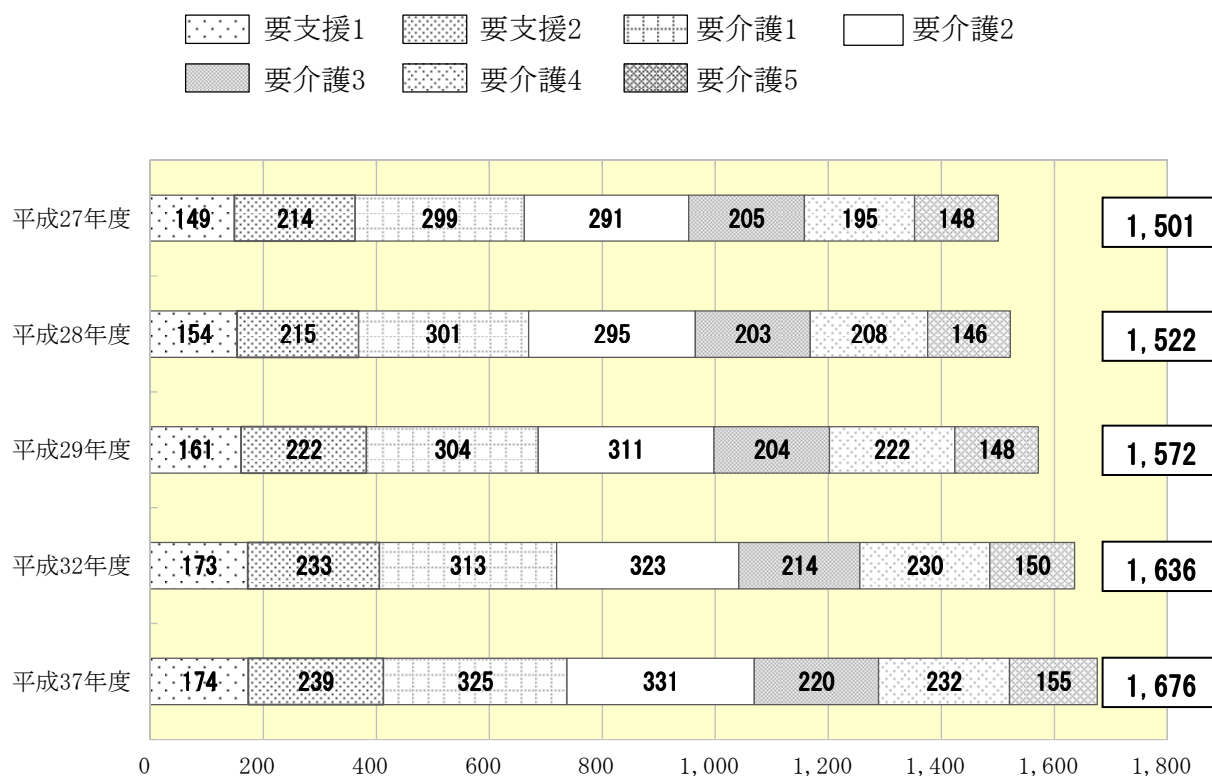 要支援1 要支援2 要介護1 要介護2
要介護3 要介護4 要介護5
平成27年度 149 214 299 291 205 195 148 1,501
平成28年度 154 215 301 295 203 208 146 1,522
平成29年度 161 222 304 311 204 222 148 1,572
平成32年度 173 233 313 323 214 230 150 1,636
平成37年度 174 239 325 331 220 232 155 1,676
0 200 400 600 800 1,000 1,200 1,400 1,600 1,800